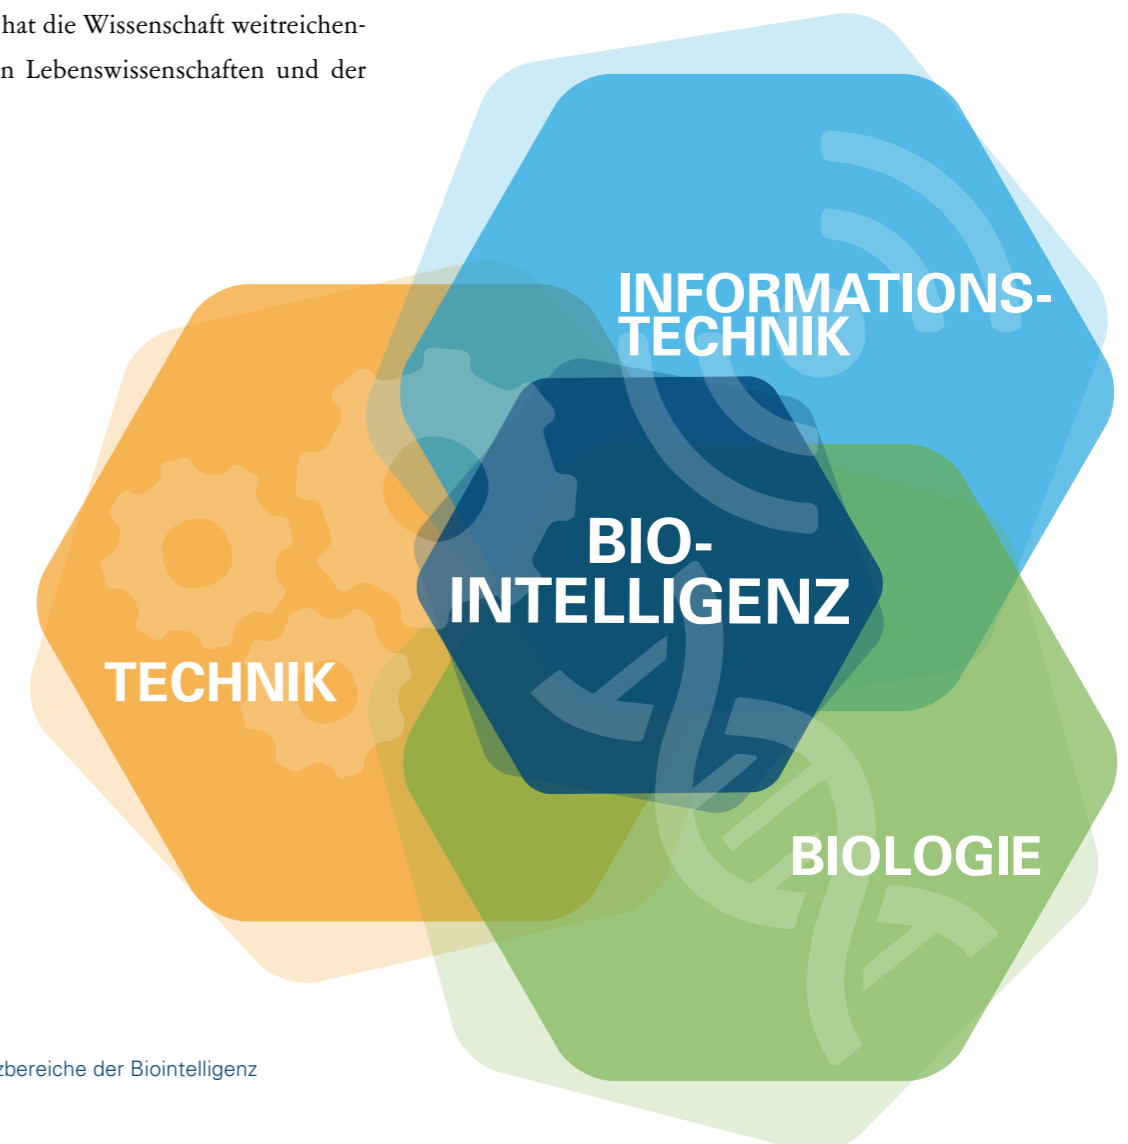 hat die Wissenschaft weitreichen-
n Lebenswissenschaften und der
INFORMATIONS-
TECHNIK
BIO-
INTELLIGENZ
TECHNIK
BIOLOGIE
zbereiche der Biointelligenz